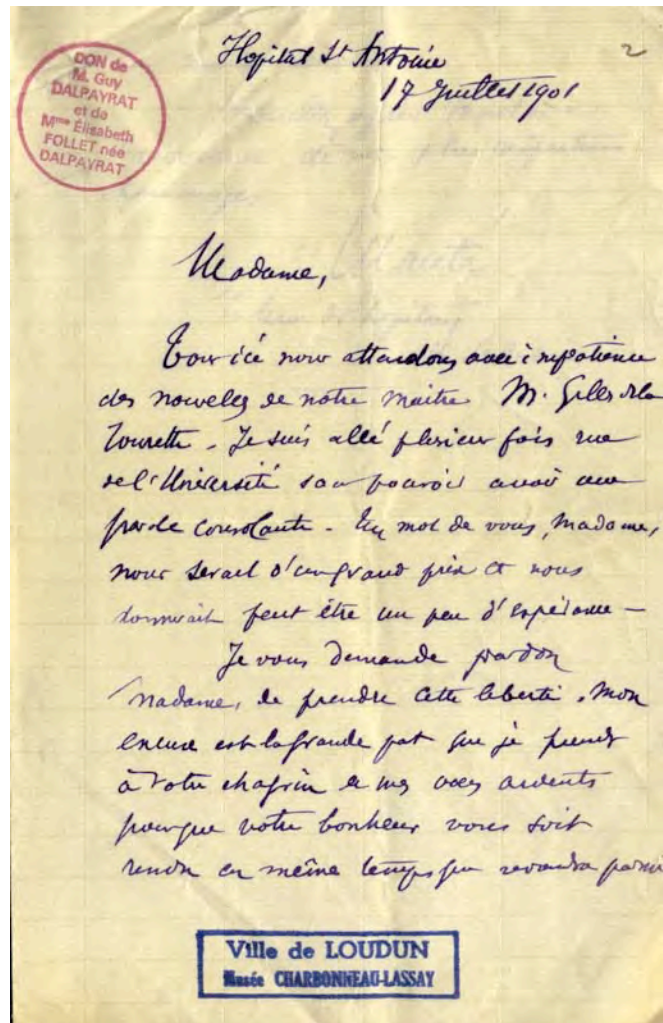 Hopital St Antoine
2
17 Juillet 1901
DON de
M. Guy
DALPAYRAT
et de
Mme Élisabeth
FOLLET née
DALPAYRAT
Madame,
Tous ici nous attendons avec impatience
des nouvelles de notre maître M. Gilles de la
Tourette. Je suis allé plusieurs fois rue
de l'Université sans pouvoir avoir une
parole consolante. Un mot de vous, madame,
nous serait d'un grand prix et nous
donnerait peut être un peu d'espérance —
Je vous demande pardon
Madame, de prendre cette liberté. Mon
excuse est la grande part que je prends
à votre chagrin et mes vœux ardents
pour que votre bonheur vous soit
rendu en même temps que reviendra parmi
Ville de LOUDUN
Musée CHARBONNEAU-LASSAY